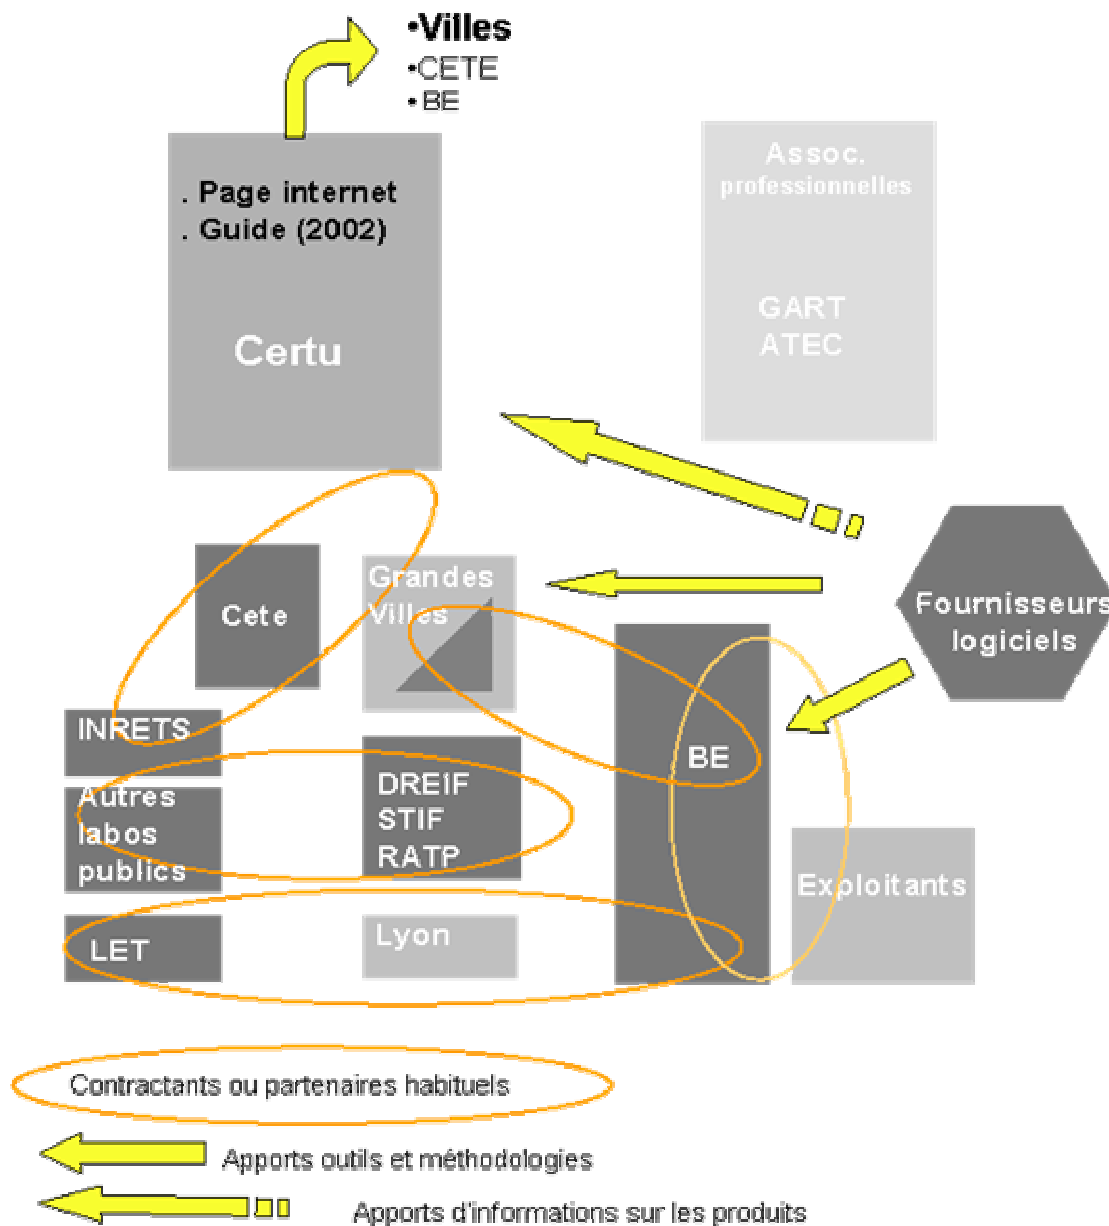 •Villes
•CETE
•BE
. Page internet
. Guide (2002)
Certu
Assoc.
professionnelles
GART
ATEC
Fournisseurs
logiciels
Cete
Grandes
Villes
INRETS
Autres
labos
publics
DREIF
STIF
RATP
BE
Exploitants
LET
Lyon
Contractants ou partenaires habituels
Apports outils et méthodologies
Apports d'informations sur les produits